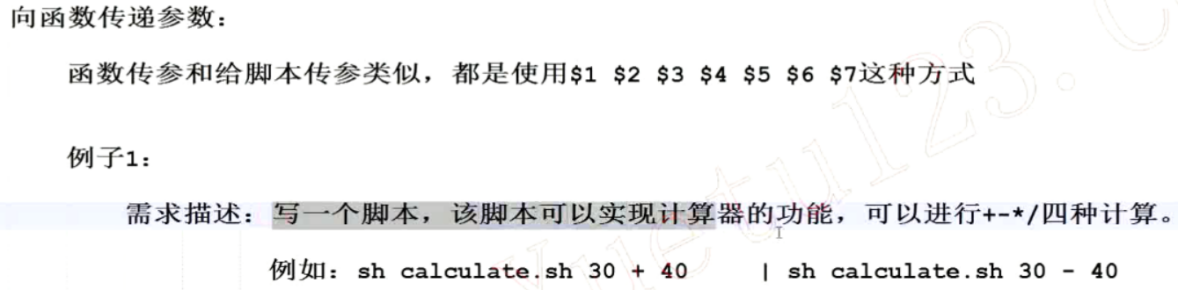 向函数传递参数:
函数传参和给脚本传参类似，都是使用$1 $2 $3 $4 $5 $6 $7这种方式
例子1:
需求描述: 写一个脚本，该脚本可以实现计算器的功能，可以进行+-*/四种计算。
例如: sh calculate.sh 30 + 40 | sh calculate.sh 30 - 40